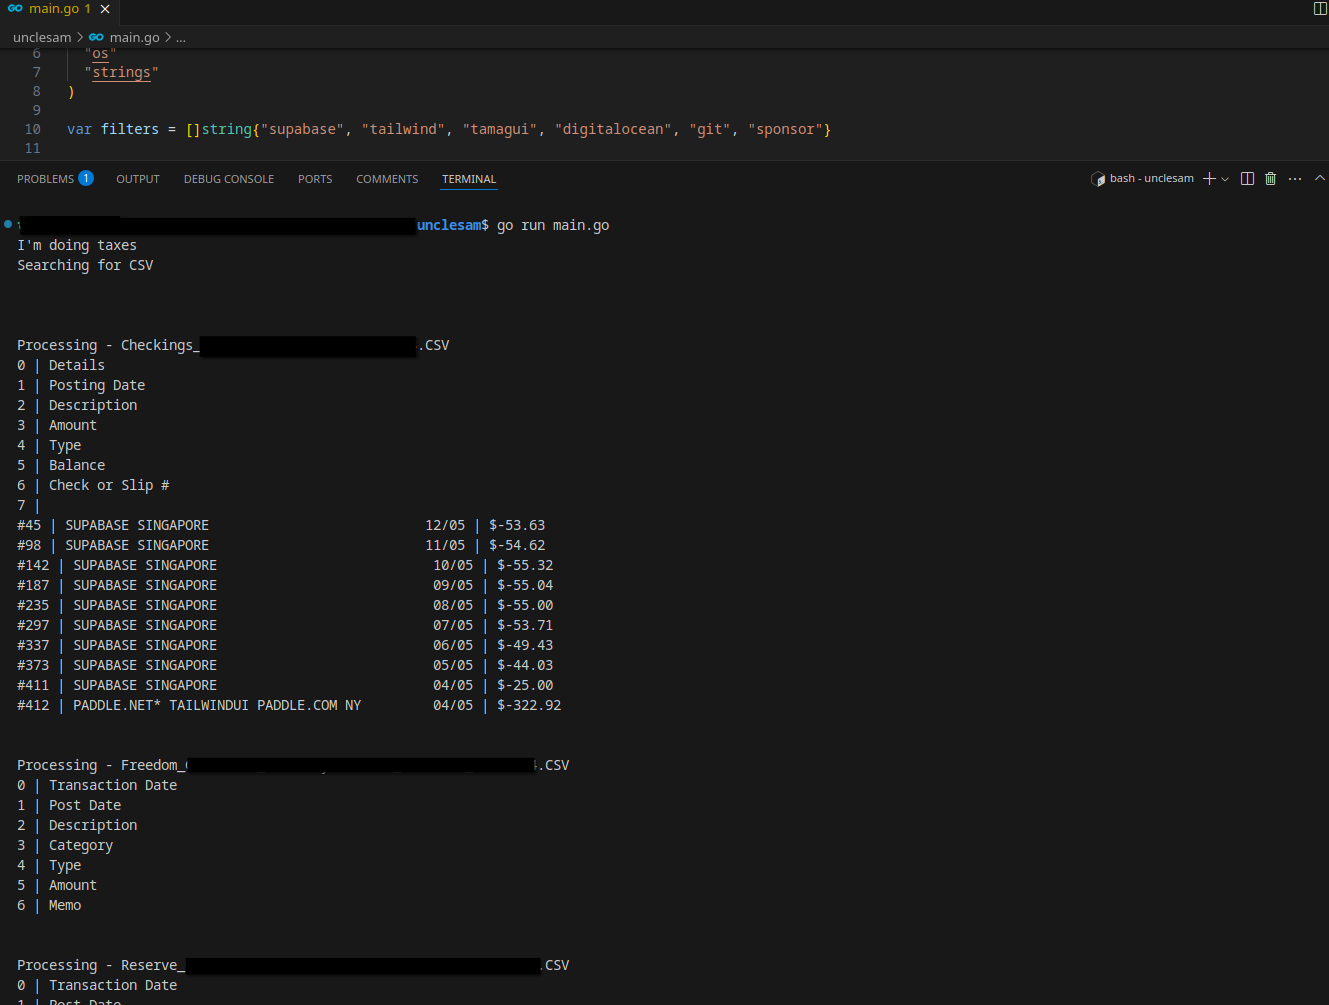 main.go 1
unclesam > main.go > ...
6 "os"
7 "strings"
8 )
9
10 var filters = []string{"supabase", "tailwind", "tamagui", "digitalocean", "git", "sponsor"}
11
PROBLEMS 1 OUTPUT DEBUG CONSOLE PORTS COMMENTS TERMINAL bash - unclesam
unclesam$ go run main.go
I'm doing taxes
Searching for CSV
Processing - Checkings_ .CSV
0 | Details
1 | Posting Date
2 | Description
3 | Amount
4 | Type
5 | Balance
6 | Check or Slip #
7 |
#45 | SUPABASE SINGAPORE 12/05 | $-53.63
#98 | SUPABASE SINGAPORE 11/05 | $-54.62
#142 | SUPABASE SINGAPORE 10/05 | $-55.32
#187 | SUPABASE SINGAPORE 09/05 | $-55.04
#235 | SUPABASE SINGAPORE 08/05 | $-55.00
#297 | SUPABASE SINGAPORE 07/05 | $-53.71
#337 | SUPABASE SINGAPORE 06/05 | $-49.43
#373 | SUPABASE SINGAPORE 05/05 | $-44.03
#411 | SUPABASE SINGAPORE 04/05 | $-25.00
#412 | PADDLE.NET* TAILWINDUI PADDLE.COM NY 04/05 | $-322.92
Processing - Freedom_ .CSV
0 | Transaction Date
1 | Post Date
2 | Description
3 | Category
4 | Type
5 | Amount
6 | Memo
Processing - Reserve_ .CSV
0 | Transaction Date
1 | Post Date